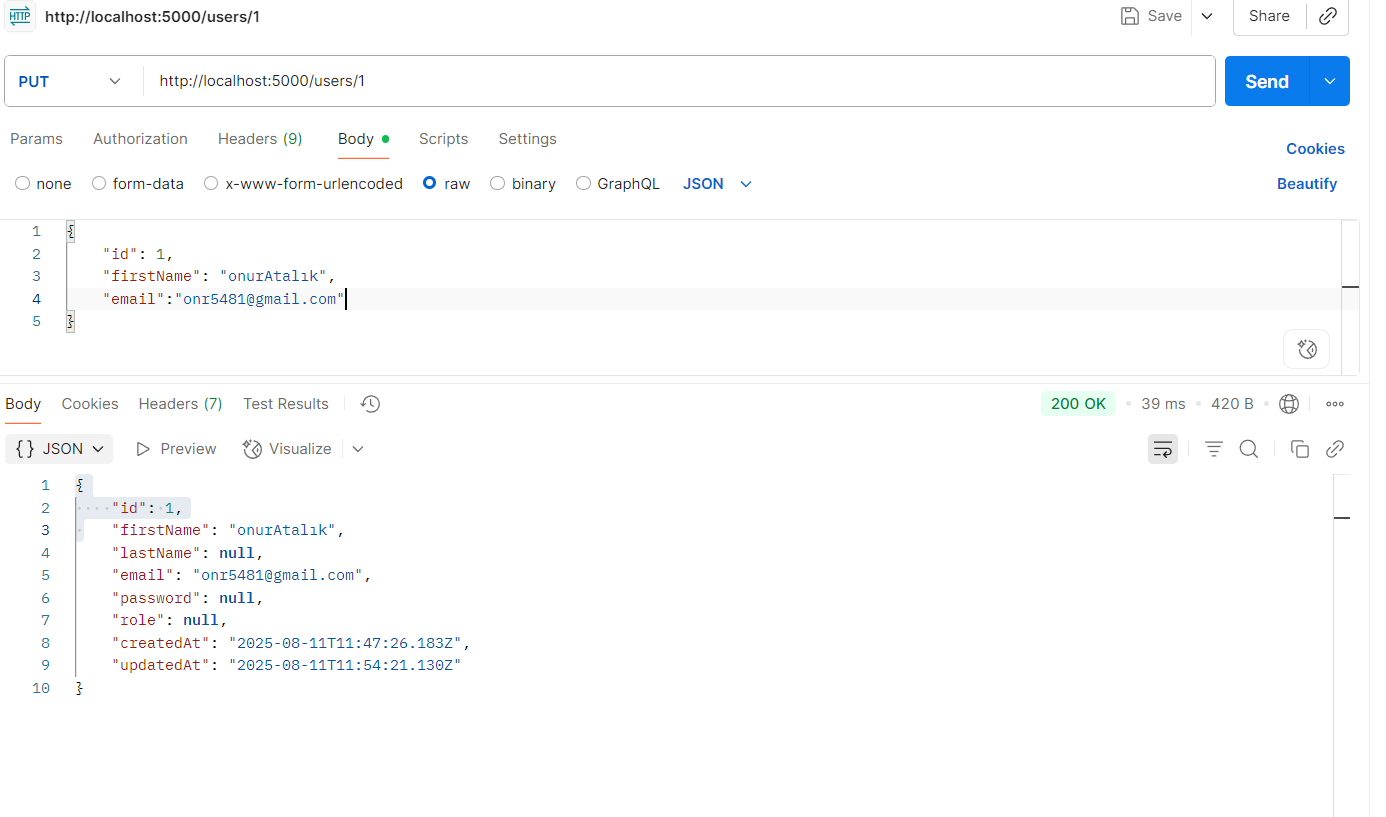 HTTP http://localhost:5000/users/1 Save Share
PUT http://localhost:5000/users/1 Send
Params Authorization Headers (9) Body Scripts Settings Cookies
none form-data x-www-form-urlencoded raw binary GraphQL JSON Beautify
1 {
2 "id": 1,
3 "firstName": "onurAtalık",
4 "email":"onr5481@gmail.com"
5 }
Body Cookies Headers (7) Test Results 200 OK 39 ms 420 B
{} JSON Preview Visualize
1 {
2 "id": 1,
3 "firstName": "onurAtalık",
4 "lastName": null,
5 "email": "onr5481@gmail.com",
6 "password": null,
7 "role": null,
8 "createdAt": "2025-08-11T11:47:26.183Z",
9 "updatedAt": "2025-08-11T11:54:21.130Z"
10 }